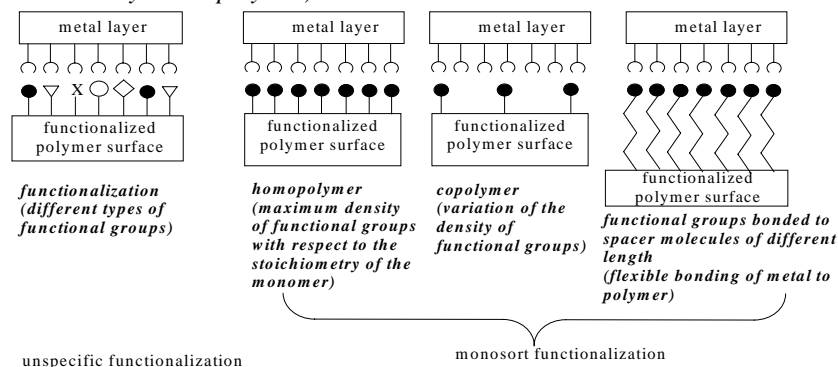 metal layer
metal layer
metal layer
metal layer
X
functionalized
polymer surface
functionalized
polymer surface
functionalized
polymer surface
functionalized
polymer surface
functionalization
(different types of
functional groups)
homopolymer
(maximum density
of functional groups
with respect to the
stoichiometry of the
monomer)
copolymer
(variation of the
density of
functional groups)
functional groups bonded to
spacer molecules of different
length
(flexible bonding of metal to
polymer)
unspecific functionalization
monosort functionalization